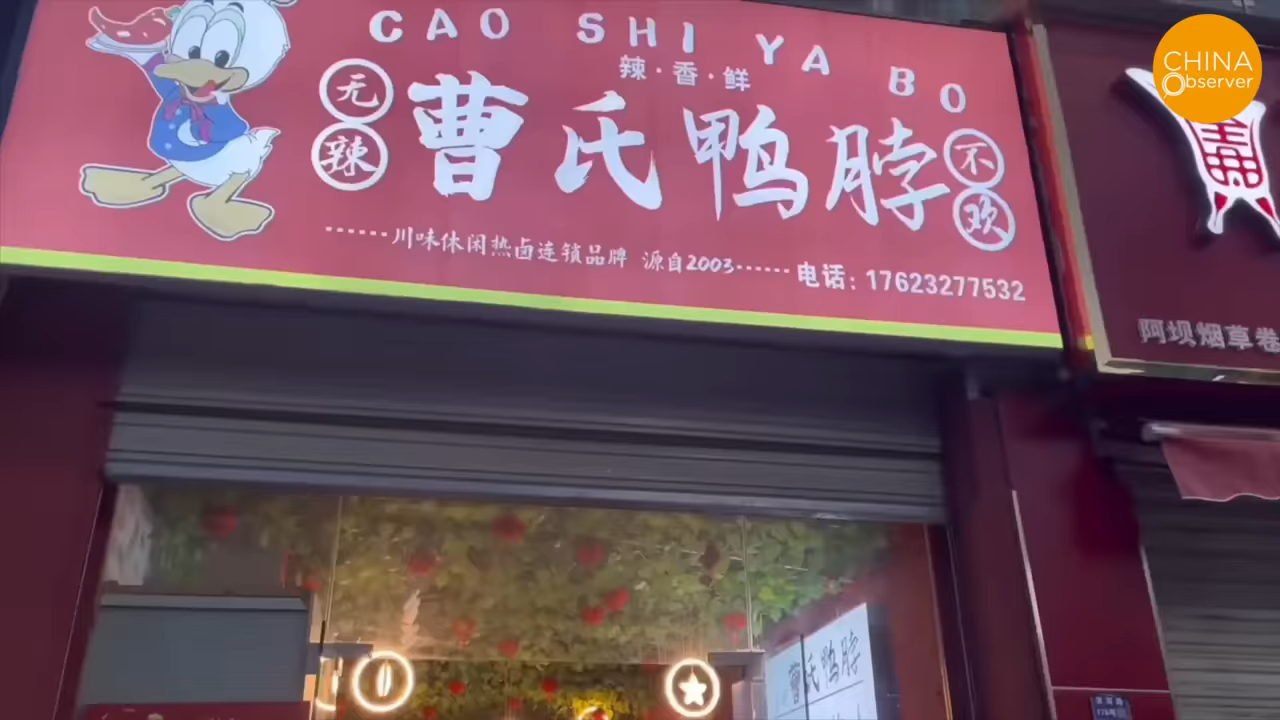 CHINA
Observer
CAO SHI YA BO
辣·香·鲜
无辣
曹氏鸭脖
不欢
······川味休闲热卤连锁品牌 源自2003······
电话：17623277532
阿坝烟草卷
曹氏鸭脖